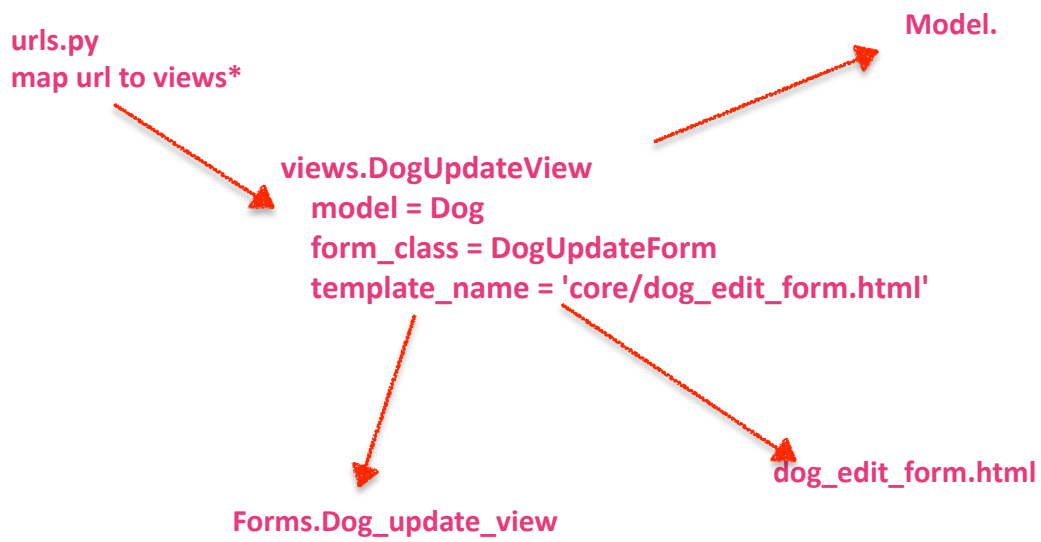 urls.py
map url to views*
Model.
views.DogUpdateView
model = Dog
form_class = DogUpdateForm
template_name = 'core/dog_edit_form.html'
dog_edit_form.html
Forms.Dog_update_view